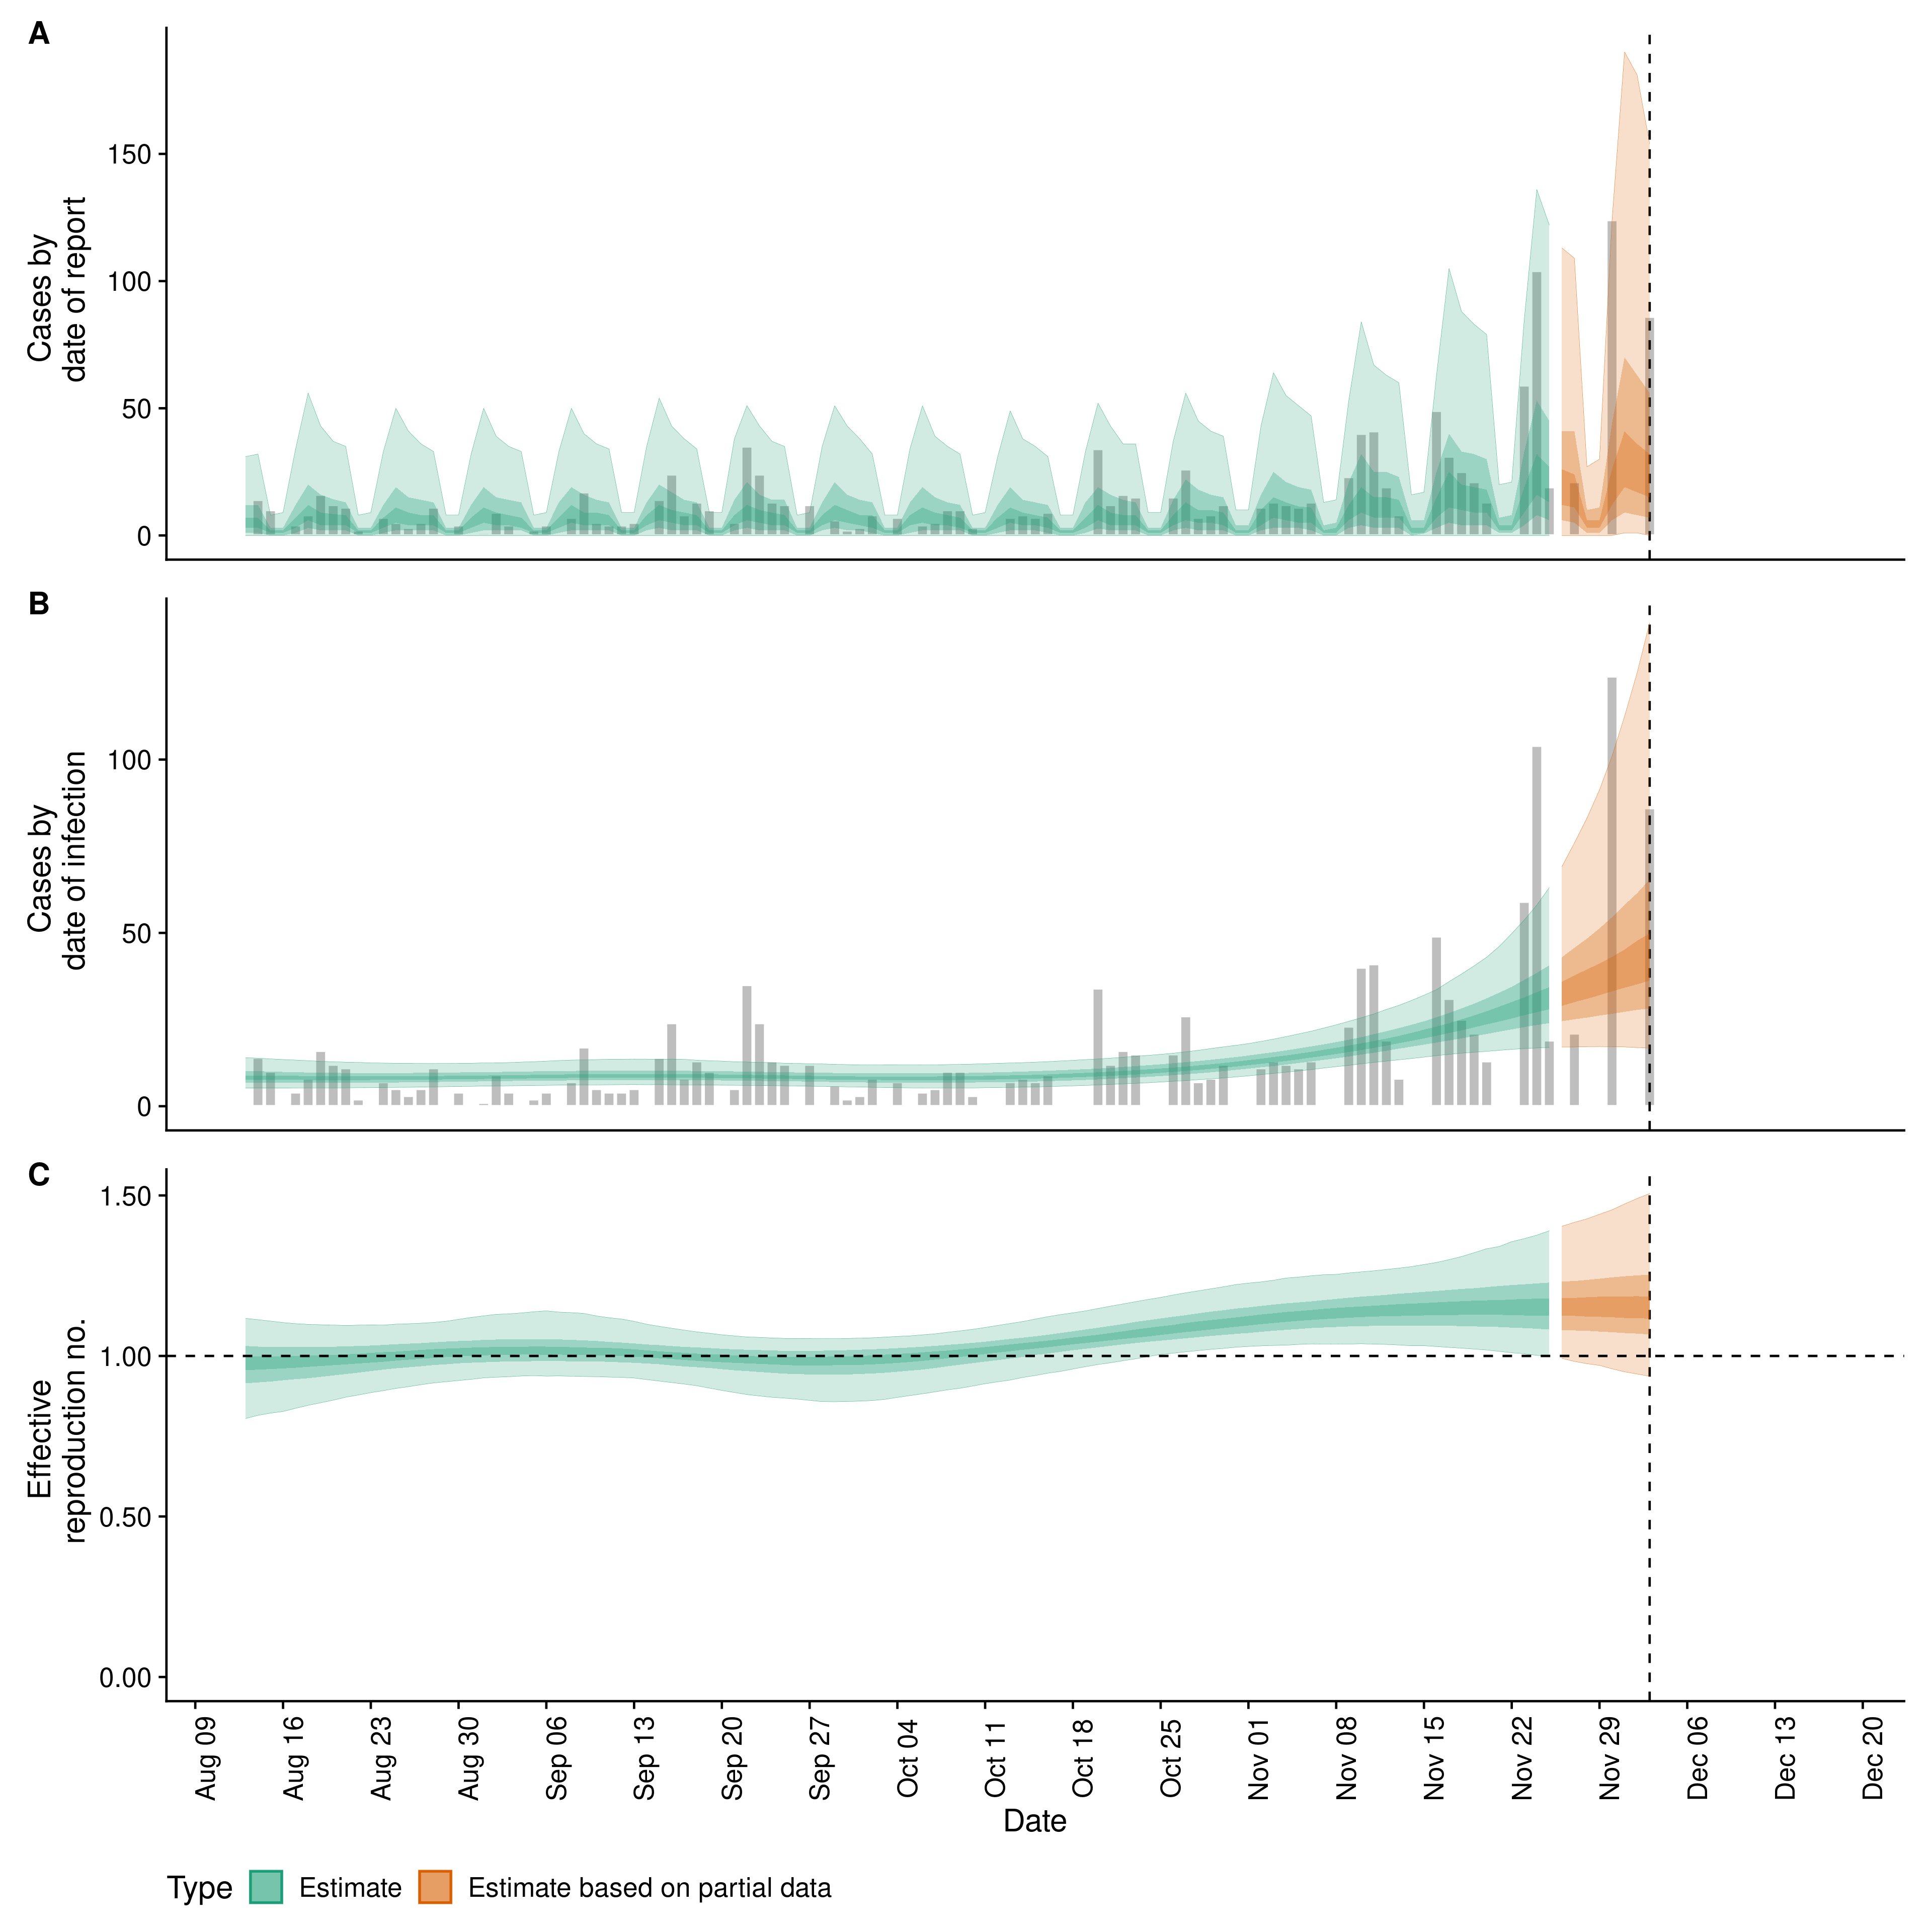 A
Cases by
date of report
150
100
50
0
B
Cases by
date of infection
100
50
0
C
Effective
reproduction no.
1.50
1.00
0.50
0.00
Aug 09
Aug 16
Aug 23
Aug 30
Sep 06
Sep 13
Sep 20
Sep 27
Oct 04
Oct 11
Oct 18
Oct 25
Nov 01
Nov 08
Nov 15
Nov 22
Nov 29
Dec 06
Dec 13
Dec 20
Date
Type Estimate Estimate based on partial data